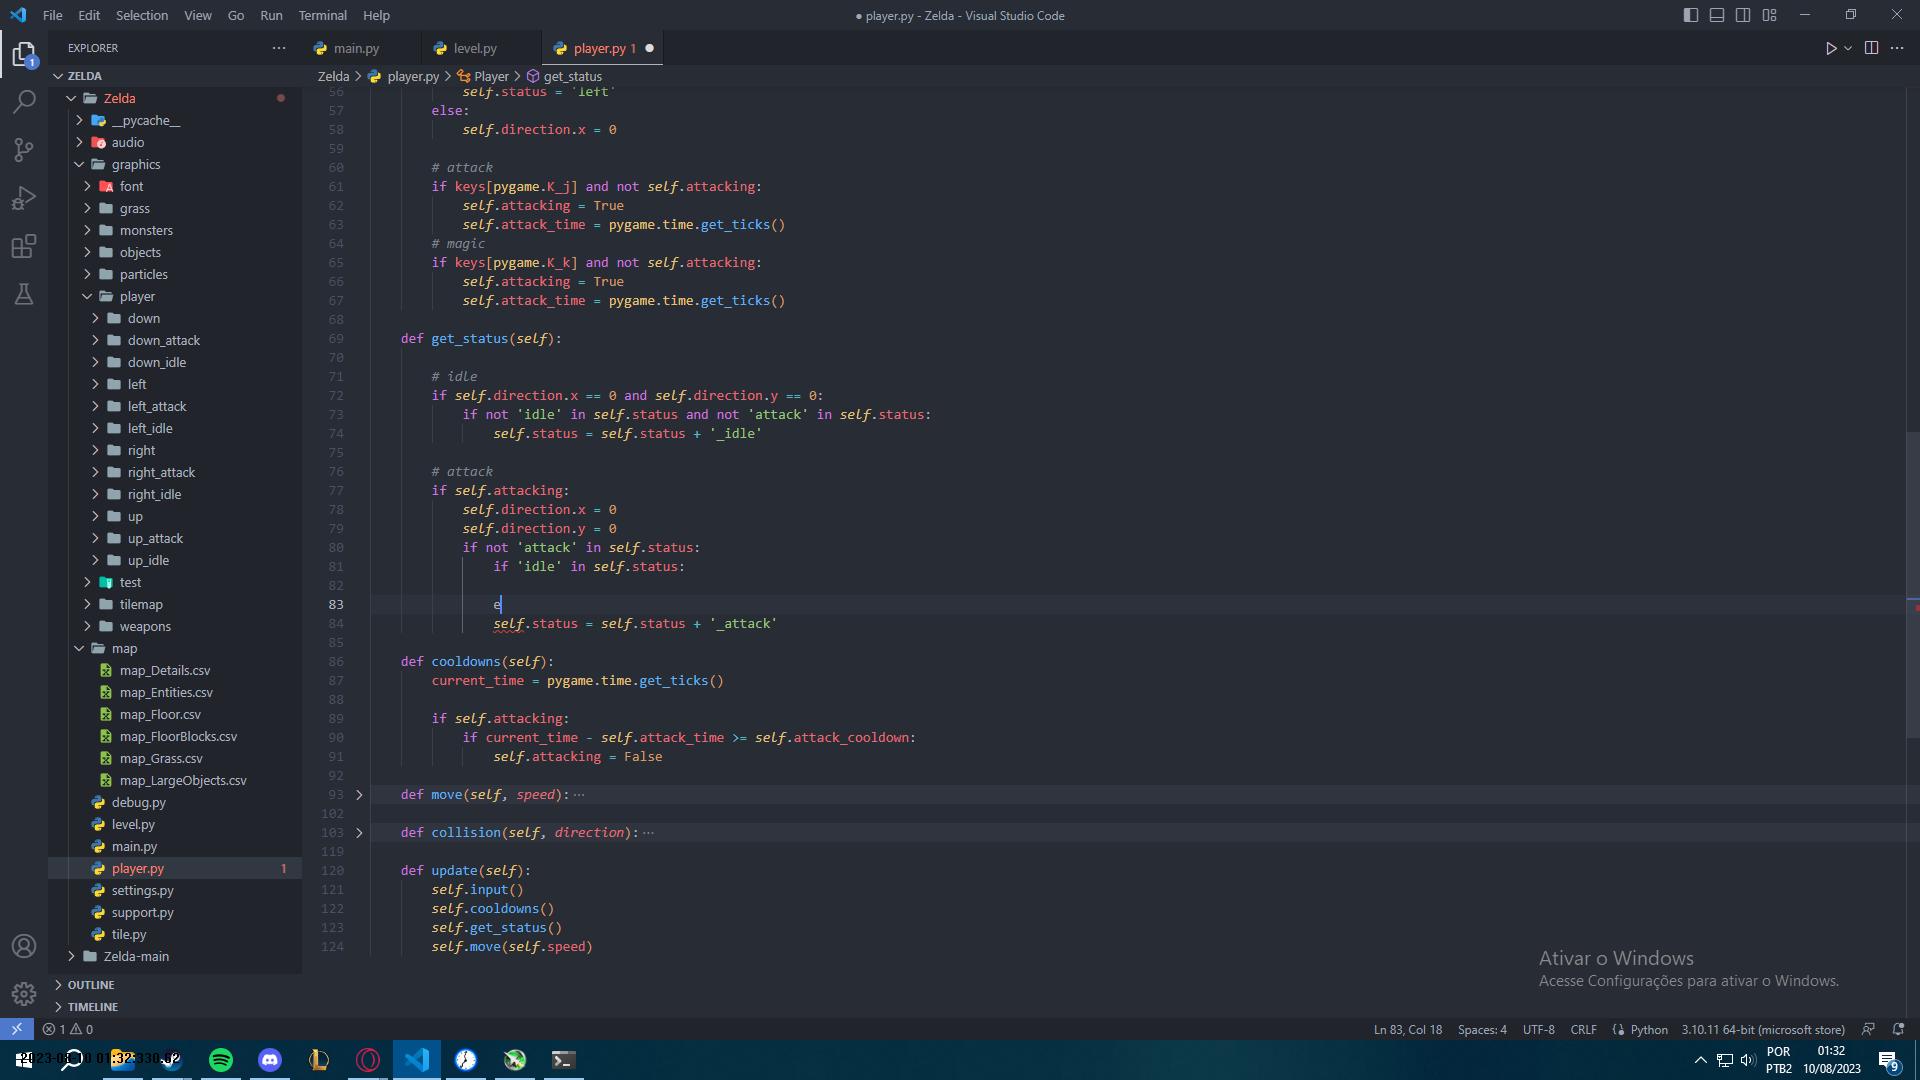 File Edit Selection View Go Run Terminal Help
● player.py - Zelda - Visual Studio Code
EXPLORER
main.py
level.py
player.py 1
1
ZELDA
Zelda > player.py > Player > get_status
Zelda
__pycache__
audio
graphics
font
grass
monsters
objects
particles
player
down
down_attack
down_idle
left
left_attack
left_idle
right
right_attack
right_idle
up
up_attack
up_idle
test
tilemap
weapons
map
map_Details.csv
map_Entities.csv
map_Floor.csv
map_FloorBlocks.csv
map_Grass.csv
map_LargeObjects.csv
debug.py
level.py
main.py
player.py 1
settings.py
support.py
tile.py
Zelda-main
OUTLINE
TIMELINE
56 self.status = 'left'
57 else:
58 self.direction.x = 0
59
60 # attack
61 if keys[pygame.K_j] and not self.attacking:
62 self.attacking = True
63 self.attack_time = pygame.time.get_ticks()
64 # magic
65 if keys[pygame.K_k] and not self.attacking:
66 self.attacking = True
67 self.attack_time = pygame.time.get_ticks()
68
69 def get_status(self):
70
71 # idle
72 if self.direction.x == 0 and self.direction.y == 0:
73 if not 'idle' in self.status and not 'attack' in self.status:
74 self.status = self.status + '_idle'
75
76 # attack
77 if self.attacking:
78 self.direction.x = 0
79 self.direction.y = 0
80 if not 'attack' in self.status:
81 if 'idle' in self.status:
82
83 e
84 self.status = self.status + '_attack'
85
86 def cooldowns(self):
87 current_time = pygame.time.get_ticks()
88
89 if self.attacking:
90 if current_time - self.attack_time >= self.attack_cooldown:
91 self.attacking = False
92
93 def move(self, speed):···
102
103 def collision(self, direction):···
119
120 def update(self):
121 self.input()
122 self.cooldowns()
123 self.get_status()
124 self.move(self.speed)
Ativar o Windows
Acesse Configurações para ativar o Windows.
1 0
Ln 83, Col 18 Spaces: 4 UTF-8 CRLF Python 3.10.11 64-bit (microsoft store)
POR
PTB2
01:32
10/08/2023
9